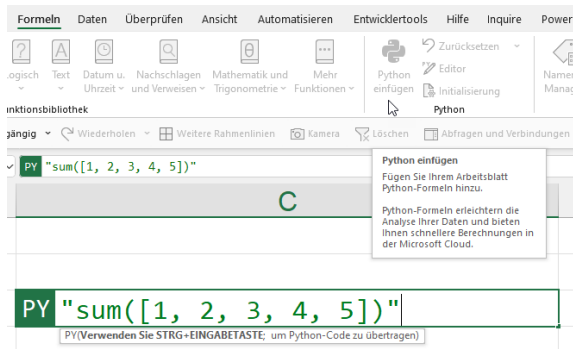 Formeln Daten Überprüfen Ansicht Automatisieren Entwicklertools Hilfe Inquire Power
ogisch Text Datum u. Uhrzeit Nachschlagen und Verweisen Mathematik und Trigonometrie Mehr Funktionen Python einfügen Zurücksetzen
Editor
Initialisierung
Namen
Mana
nktionsbibliothek Python
gängig Wiederholen Weitere Rahmenlinien Kamera Löschen Abfragen und Verbindungen
PY "sum([1, 2, 3, 4, 5])"
Python einfügen
Fügen Sie Ihrem Arbeitsblatt
Python-Formeln hinzu.
Python-Formeln erleichtern die
Analyse Ihrer Daten und bieten
Ihnen schnellere Berechnungen in
der Microsoft Cloud.
C
PY "sum([1, 2, 3, 4, 5])"
PY(Verwenden Sie STRG+EINGABETASTE; um Python-Code zu übertragen)